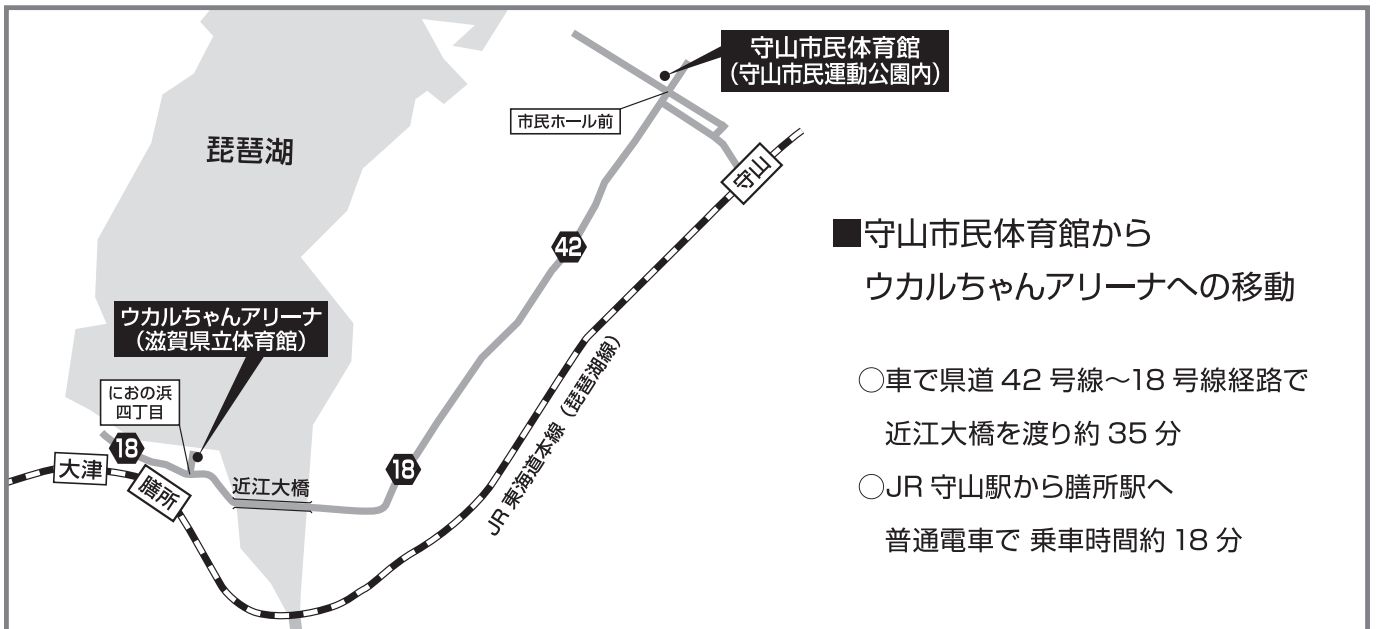 守山市民体育館
(守山市民運動公園内)
市民ホール前
琵琶湖
守山
42
ウカルちゃんアリーナ
(滋賀県立体育館)
におの浜
四丁目
18
大津
膳所
近江大橋
18
JR東海道本線(琵琶湖線)
■守山市民体育館から
ウカルちゃんアリーナへの移動
○車で県道 42 号線～18 号線経路で
近江大橋を渡り約 35 分
○JR 守山駅から膳所駅へ
普通電車で 乗車時間約 18 分